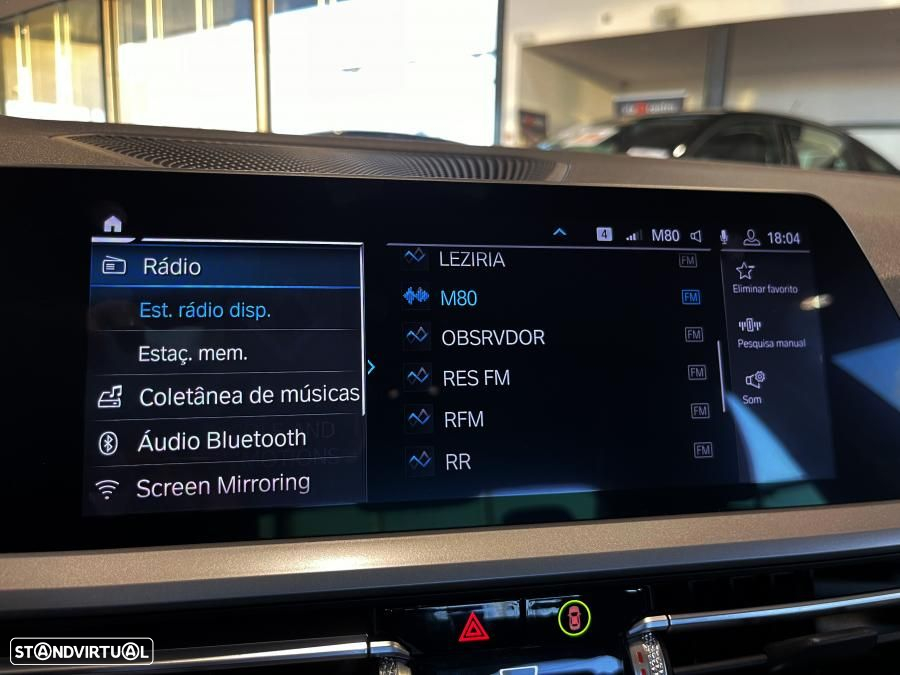 4
M80
18:04
Rádio
Est. rádio disp.
Estaç. mem.
Coletânea de músicas
Áudio Bluetooth
Screen Mirroring
LEZIRIA FM
M80 FM
OBSRVDOR FM
RES FM FM
RFM FM
RR FM
Eliminar favorito
Pesquisa manual
Som
STANDVIRTUAL